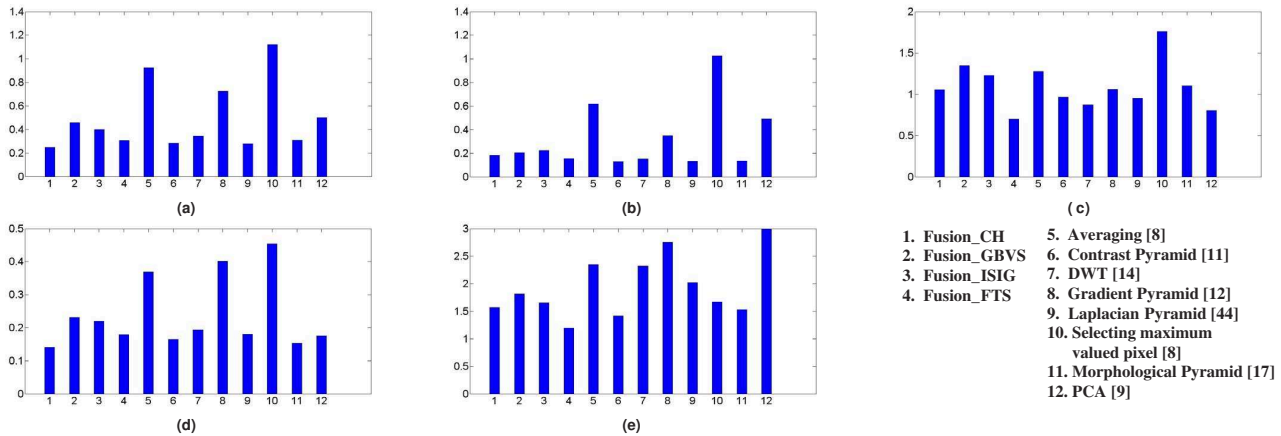 1.4
1.2
1
0.8
0.6
0.4
0.2
0
1 2 3 4 5 6 7 8 9 10 11 12
(a)
1.4
1.2
1
0.8
0.6
0.4
0.2
0
1 2 3 4 5 6 7 8 9 10 11 12
(b)
2
1.5
1
0.5
0
1 2 3 4 5 6 7 8 9 10 11 12
( c)
0.5
0.4
0.3
0.2
0.1
0
1 2 3 4 5 6 7 8 9 10 11 12
(d)
3
2.5
2
1.5
1
0.5
0
1 2 3 4 5 6 7 8 9 10 11 12
(e)
1. Fusion_CH
2 Fusion_GBVS
3 Fusion_ISIG
4. Fusion_FTS
5. Averaging [8]
6. Contrast Pyramid [11]
7. DWT [14]
8. Gradient Pyramid [12]
9. Laplacian Pyramid [44]
10. Selecting maximum
valued pixel [8]
11. Morphological Pyramid [17]
12. PCA [9]